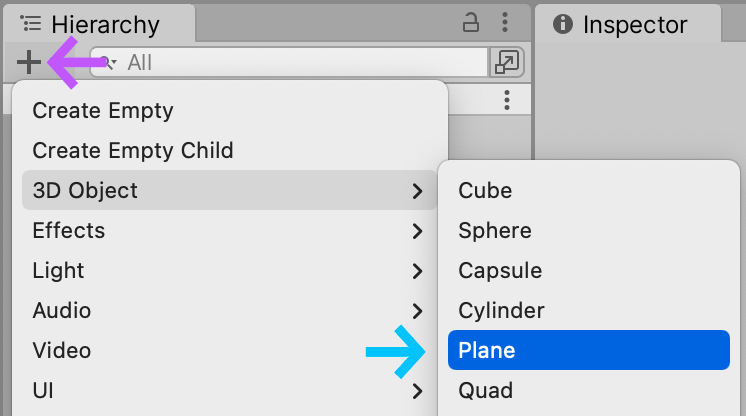 Hierarchy
Inspector
All
Create Empty
Create Empty Child
3D Object
Effects
Light
Audio
Video
UI
Cube
Sphere
Capsule
Cylinder
Plane
Quad